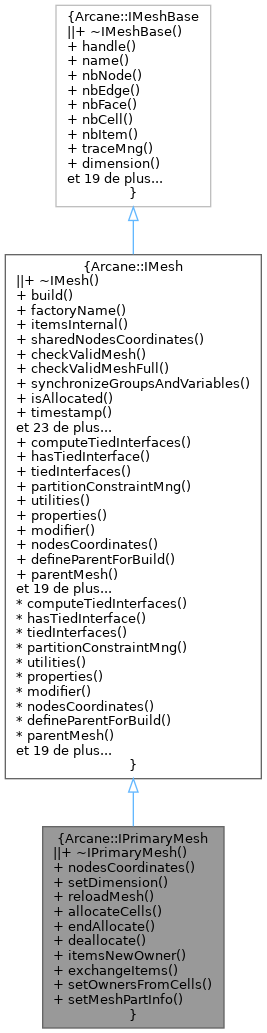 {Arcane::IMeshBase
||+ ~IMeshBase()
+ handle()
+ name()
+ nbNode()
+ nbEdge()
+ nbFace()
+ nbCell()
+ nbItem()
+ traceMng()
+ dimension()
et 19 de plus...
}
{Arcane::IMesh
||+ ~IMesh()
+ build()
+ factoryName()
+ itemsInternal()
+ sharedNodesCoordinates()
+ checkValidMesh()
+ checkValidMeshFull()
+ synchronizeGroupsAndVariables()
+ isAllocated()
+ timestamp()
et 23 de plus...
+ computeTiedInterfaces()
+ hasTiedInterface()
+ tiedInterfaces()
+ partitionConstraintMng()
+ utilities()
+ properties()
+ modifier()
+ nodesCoordinates()
+ defineParentForBuild()
+ parentMesh()
et 19 de plus...
* computeTiedInterfaces()
* hasTiedInterface()
* tiedInterfaces()
* partitionConstraintMng()
* utilities()
* properties()
* modifier()
* nodesCoordinates()
* defineParentForBuild()
* parentMesh()
et 19 de plus...
}
{Arcane::IPrimaryMesh
||+ ~IPrimaryMesh()
+ nodesCoordinates()
+ setDimension()
+ reloadMesh()
+ allocateCells()
+ endAllocate()
+ deallocate()
+ itemsNewOwner()
+ exchangeItems()
+ setOwnersFromCells()
+ setMeshPartInfo()
}